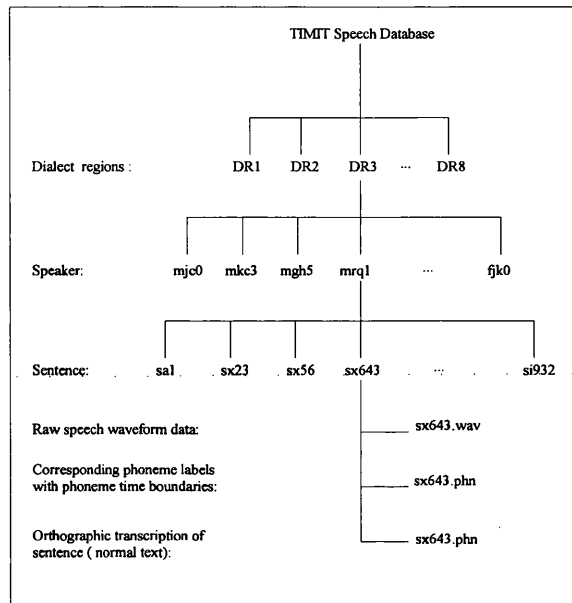 TIMIT Speech Database
Dialect regions : DR1 DR2 DR3 ... DR8
Speaker: mjc0 mkc3 mgh5 mrq1 ... fjk0
Sentence: sa1 sx23 sx56 sx643 ... si932
Raw speech waveform data: sx643.wav
Corresponding phoneme labels
with phoneme time boundaries: sx643.phn
Orthographic transcription of sx643.phn
sentence ( normal text):